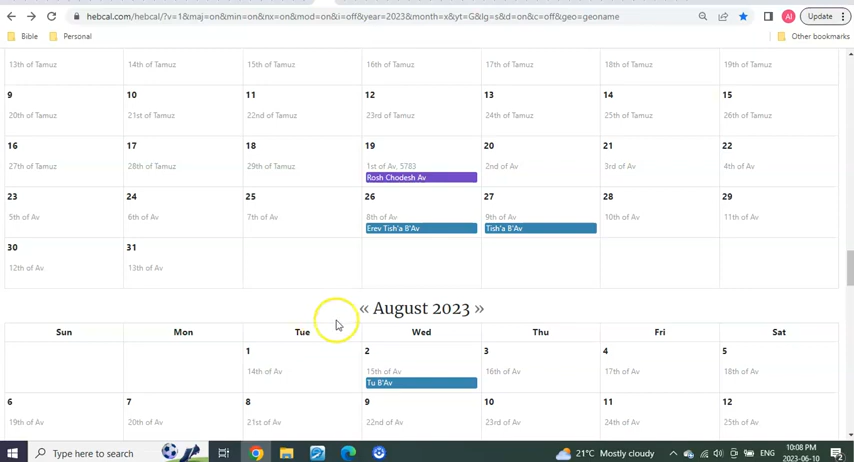 hebcal.com/hebcal/?v=1&maj=on&min=on&nx=on&mod=on&i=off&year=2023&month=x&yt=G&lg=s&d=on&c=off&geo=geoname
AI
Update
Bible Personal Other bookmarks
13th of Tamuz 14th of Tamuz 15th of Tamuz 16th of Tamuz 17th of Tamuz 18th of Tamuz 19th of Tamuz
9 10 11 12 13 14 15
20th of Tamuz 21st of Tamuz 22nd of Tamuz 23rd of Tamuz 24th of Tamuz 25th of Tamuz 26th of Tamuz
16 17 18 19 20 21 22
27th of Tamuz 28th of Tamuz 29th of Tamuz 1st of Av, 5783 2nd of Av 3rd of Av 4th of Av
Rosh Chodesh Av
23 24 25 26 27 28 29
5th of Av 6th of Av 7th of Av 8th of Av 9th of Av 10th of Av 11th of Av
Erev Tish'a B'Av Tish'a B'Av
30 31
12th of Av 13th of Av
« August 2023 »
Sun Mon Tue Wed Thu Fri Sat
1 2 3 4 5
14th of Av 15th of Av 16th of Av 17th of Av 18th of Av
Tu B'Av
6 7 8 9 10 11 12
19th of Av 20th of Av 21st of Av 22nd of Av 23rd of Av 24th of Av 25th of Av
Type here to search
21°C Mostly cloudy
ENG
10:08 PM
2023-06-10
2